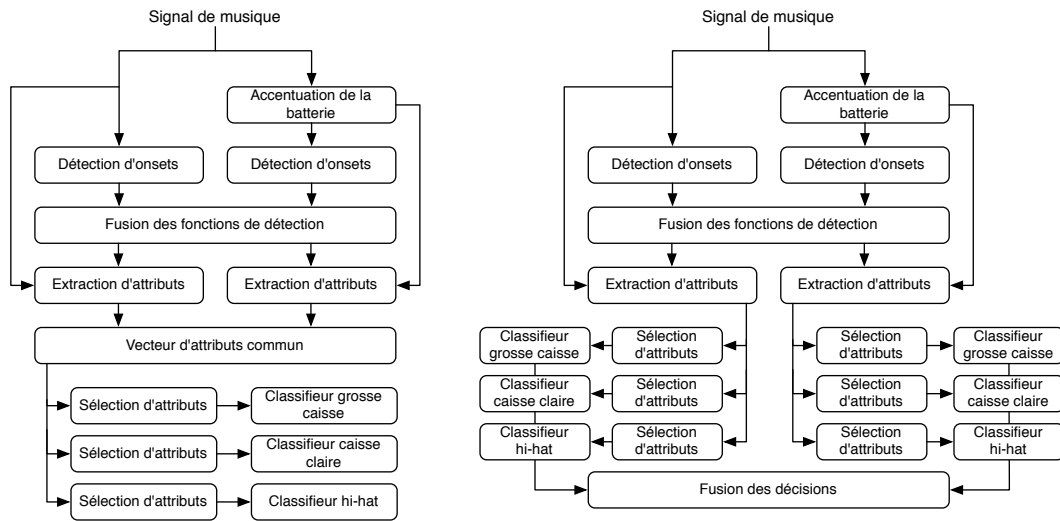 Signal de musique
Accentuation de la
batterie
Détection d'onsets
Détection d'onsets
Fusion des fonctions de détection
Extraction d'attributs
Extraction d'attributs
Vecteur d'attributs commun
Sélection d'attributs
Classifieur grosse
caisse
Sélection d'attributs
Classifieur caisse
claire
Sélection d'attributs
Classifieur hi-hat
Signal de musique
Accentuation de la
batterie
Détection d'onsets
Détection d'onsets
Fusion des fonctions de détection
Extraction d'attributs
Extraction d'attributs
Classifieur
grosse caisse
Sélection
d'attributs
Sélection
d'attributs
Classifieur
grosse caisse
Classifieur
caisse claire
Sélection
d'attributs
Sélection
d'attributs
Classifieur
caisse claire
Classifieur
hi-hat
Sélection
d'attributs
Sélection
d'attributs
Classifieur
hi-hat
Fusion des décisions